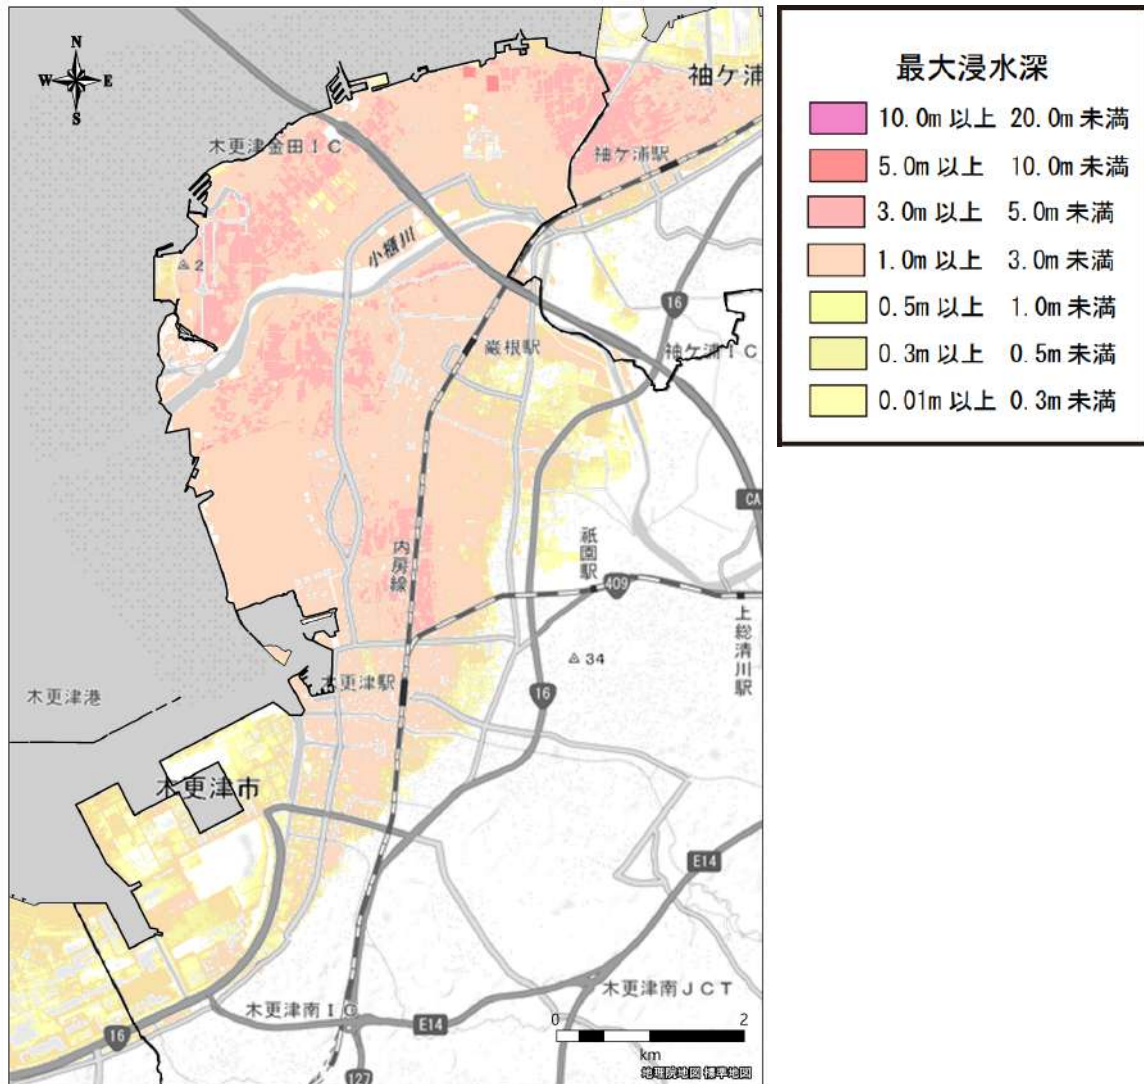 N
W E
S
袖ケ浦
木更津金田IC
袖ケ浦駅
小櫃川
2
16
巌根駅
袖ケ浦IC
CA
内房線
祇園駅
409
上総清川駅
34
木更津港
木更津駅
16
木更津市
E14
木更津南JCT
木更津南IC
E14
16
127
0 2
km
地理院地図 標準地図
最大浸水深
10.0m 以上 20.0m 未満
5.0m 以上 10.0m 未満
3.0m 以上 5.0m 未満
1.0m 以上 3.0m 未満
0.5m 以上 1.0m 未満
0.3m 以上 0.5m 未満
0.01m 以上 0.3m 未満